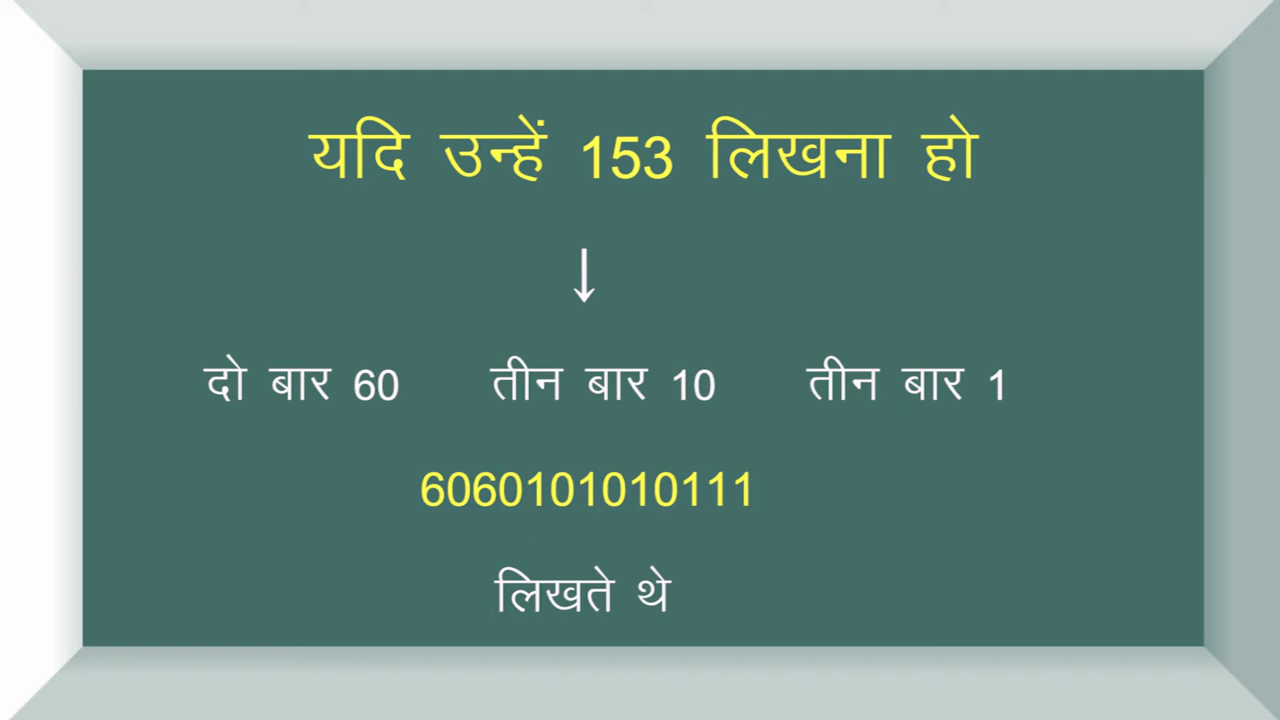 यदि उन्हें 153 लिखना हो
↓
दो बार 60 तीन बार 10 तीन बार 1
6060101010111
लिखते थे